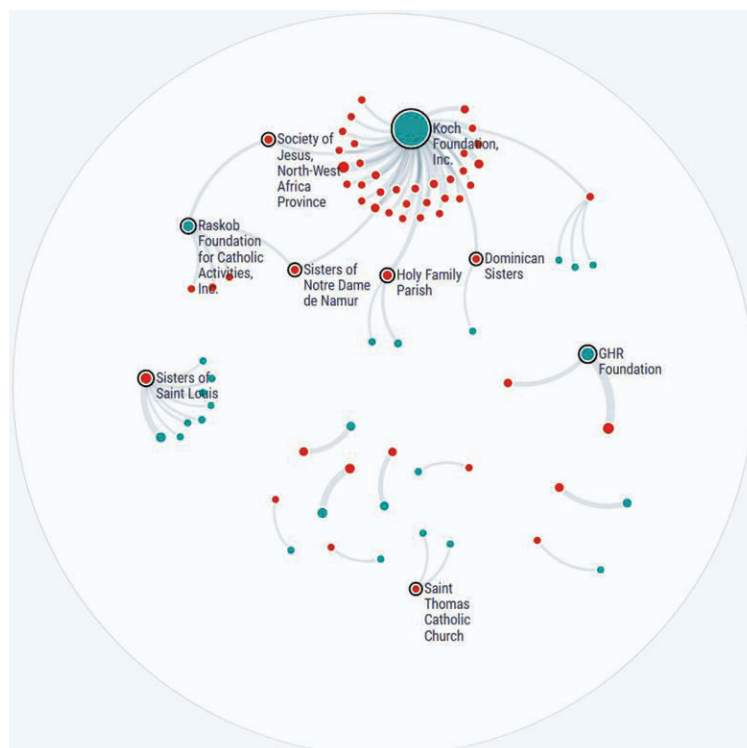 Koch
Foundation,
Inc.
Society of
Jesus,
North-West
Africa
Province
Raskob
Foundation
for Catholic
Activities,
Inc.
Sisters of
Notre Dame
de Namur
Holy Family
Parish
Dominican
Sisters
GHR
Foundation
Sisters of
Saint Louis
Saint
Thomas
Catholic
Church